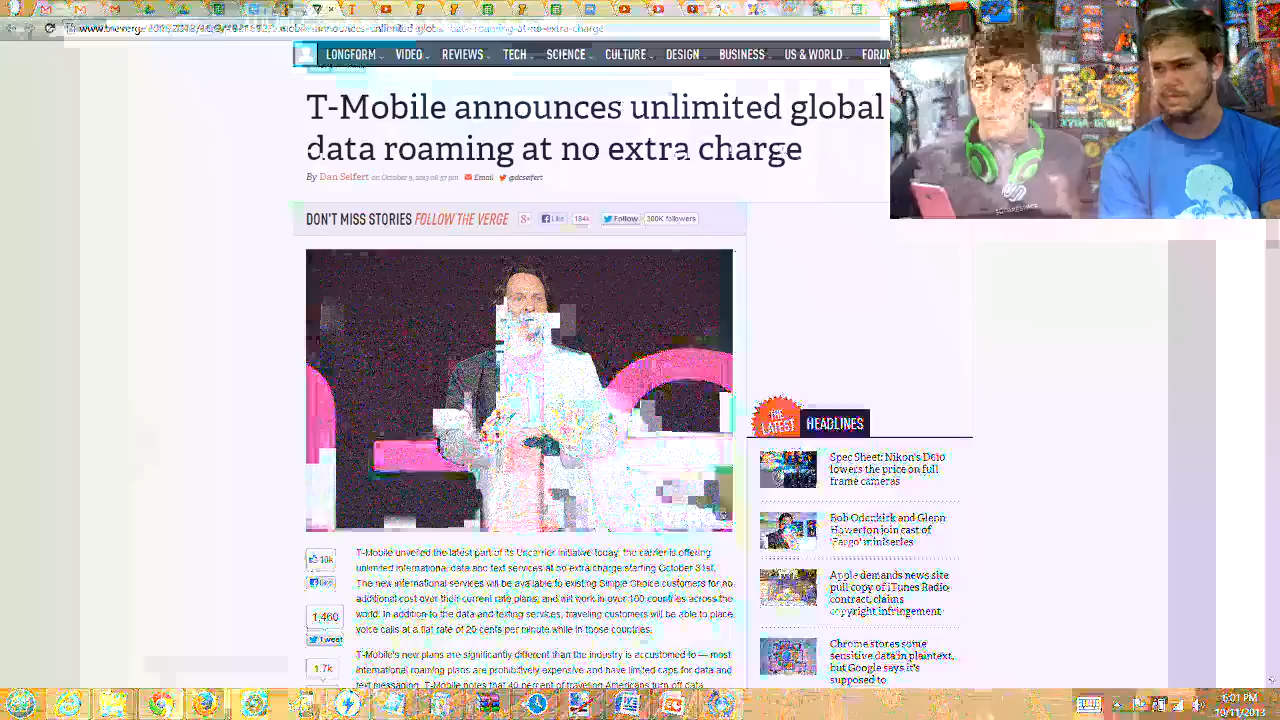 LONGFORM VIDEO REVIEWS TECH SCIENCE CULTURE DESIGN BUSINESS US & WORLD FORUM
T-Mobile announces unlimited global
data roaming at no extra charge
By Dan Seifert on October 9, 2013 06:57 pm Email @dcseifert
DON'T MISS STORIES FOLLOW THE VERGE Like 184k Follow 300K followers
SQUARESPACE
THE LATEST HEADLINES
Spec Sheet: Nikon's D610
lowers the price on full
frame cameras
Bob Odenkirk and Glenn
Howerton join cast of
'Fargo' miniseries
Apple demands news site
pull copy of iTunes Radio
contract, claims
copyright infringement
Chrome stores some
sensitive data in plaintext,
but Google says it's
supposed to
10k
Like
1,460
Tweet
1.7k
T-Mobile unveiled the latest part of its Uncarrier initiative today: the carrier is offering
unlimited international data and text services at no extra charge starting October 31st.
The new international services will be available to existing Simple Choice customers for no
additional cost over their current rate plans, and will work in over 100 countries across the
world. In addition to the data and texting services, traveling customers will be able to place
voice calls at a flat rate of 20 cents per minute while in those countries.
T-Mobile's new plans are significantly different than the industry is accustomed to — most
international roaming plans are prohibitively expensive and have limited caps for data and
text messaging. T-Mobile notes that 40 percent of traveling Americans turn off data
6:01 PM
10/11/2013